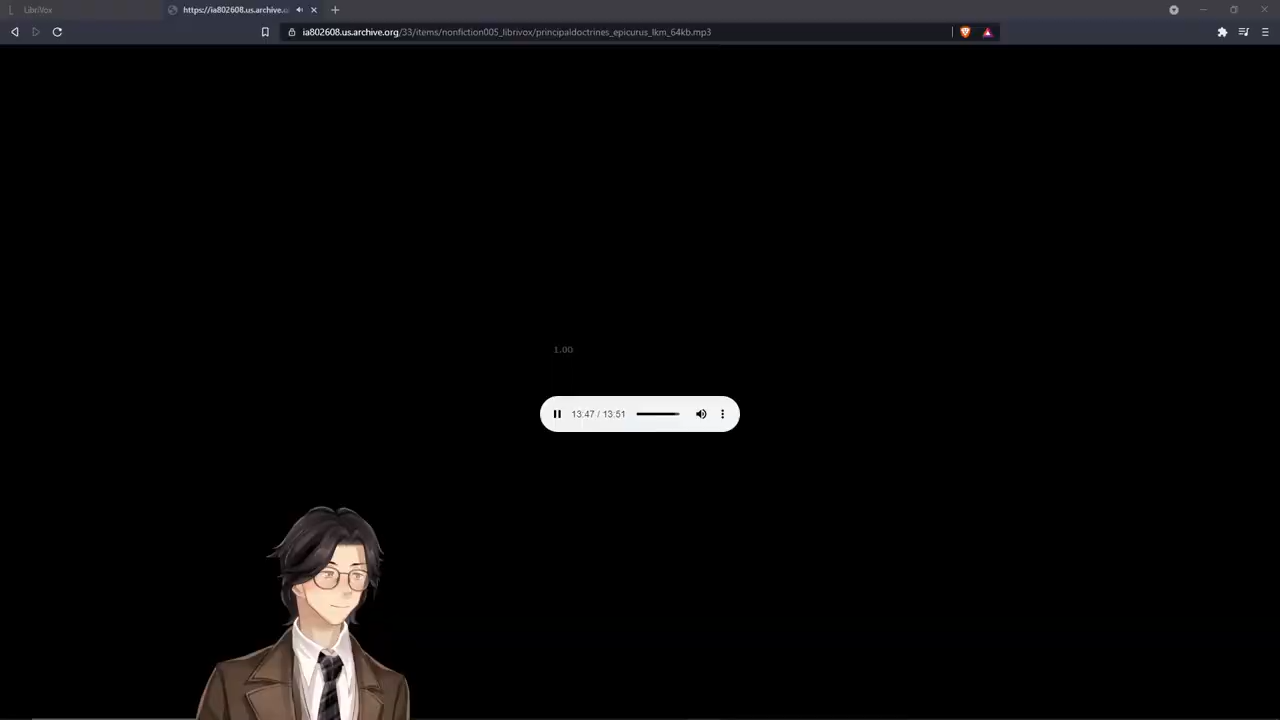 LibriVox
https://ia802608.us.archive.o
ia802608.us.archive.org/33/items/nonfiction005_librivox/principaldoctrines_epicurus_lkm_64kb.mp3
1.00
13:47 / 13:51